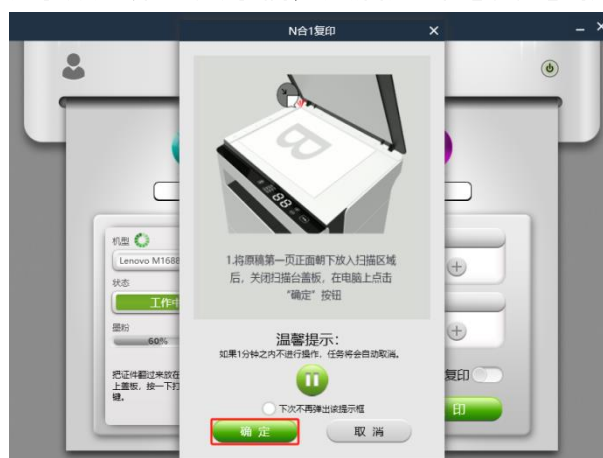 N合1复印
B
88
机型
Lenovo M1688
状态
工作中
墨粉
60%
把证件翻过来放在
上盖板,按一下打
键。
1.将原稿第一页正面朝下放入扫描区域
后,关闭扫描台盖板,在电脑上点击
“确定”按钮
温馨提示:
如果1分钟之内不进行操作,任务将会自动取消。
下次不再弹出该提示框
确 定
取 消
复印
印